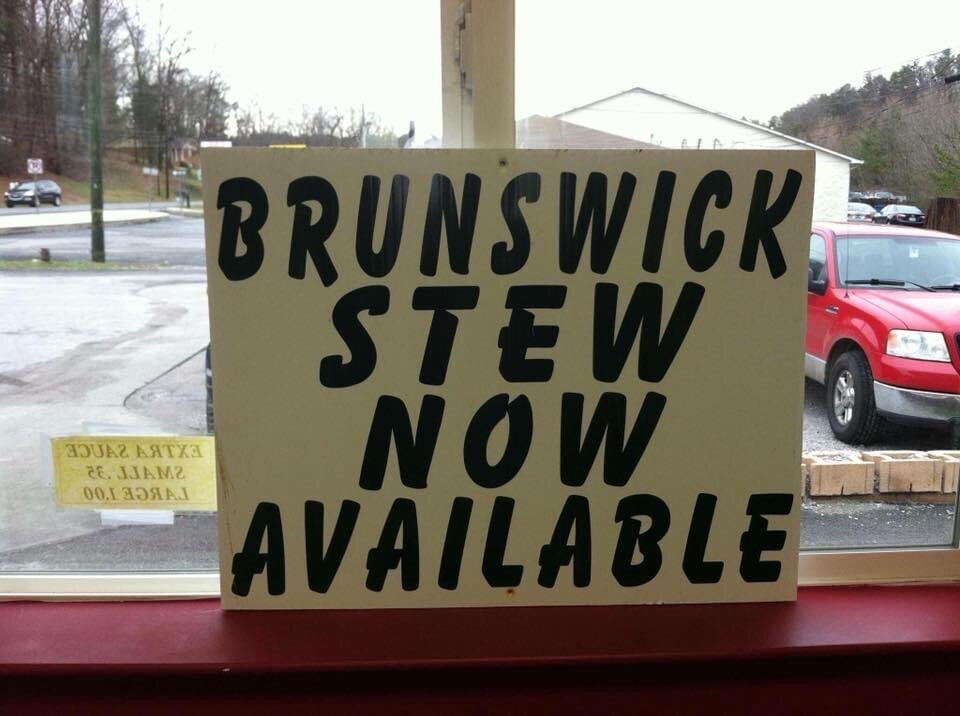 BRUNSWICK
STEW
NOW
AVAILABLE
EXTRA SAUCE
SMALL .35
LARGE 1.00